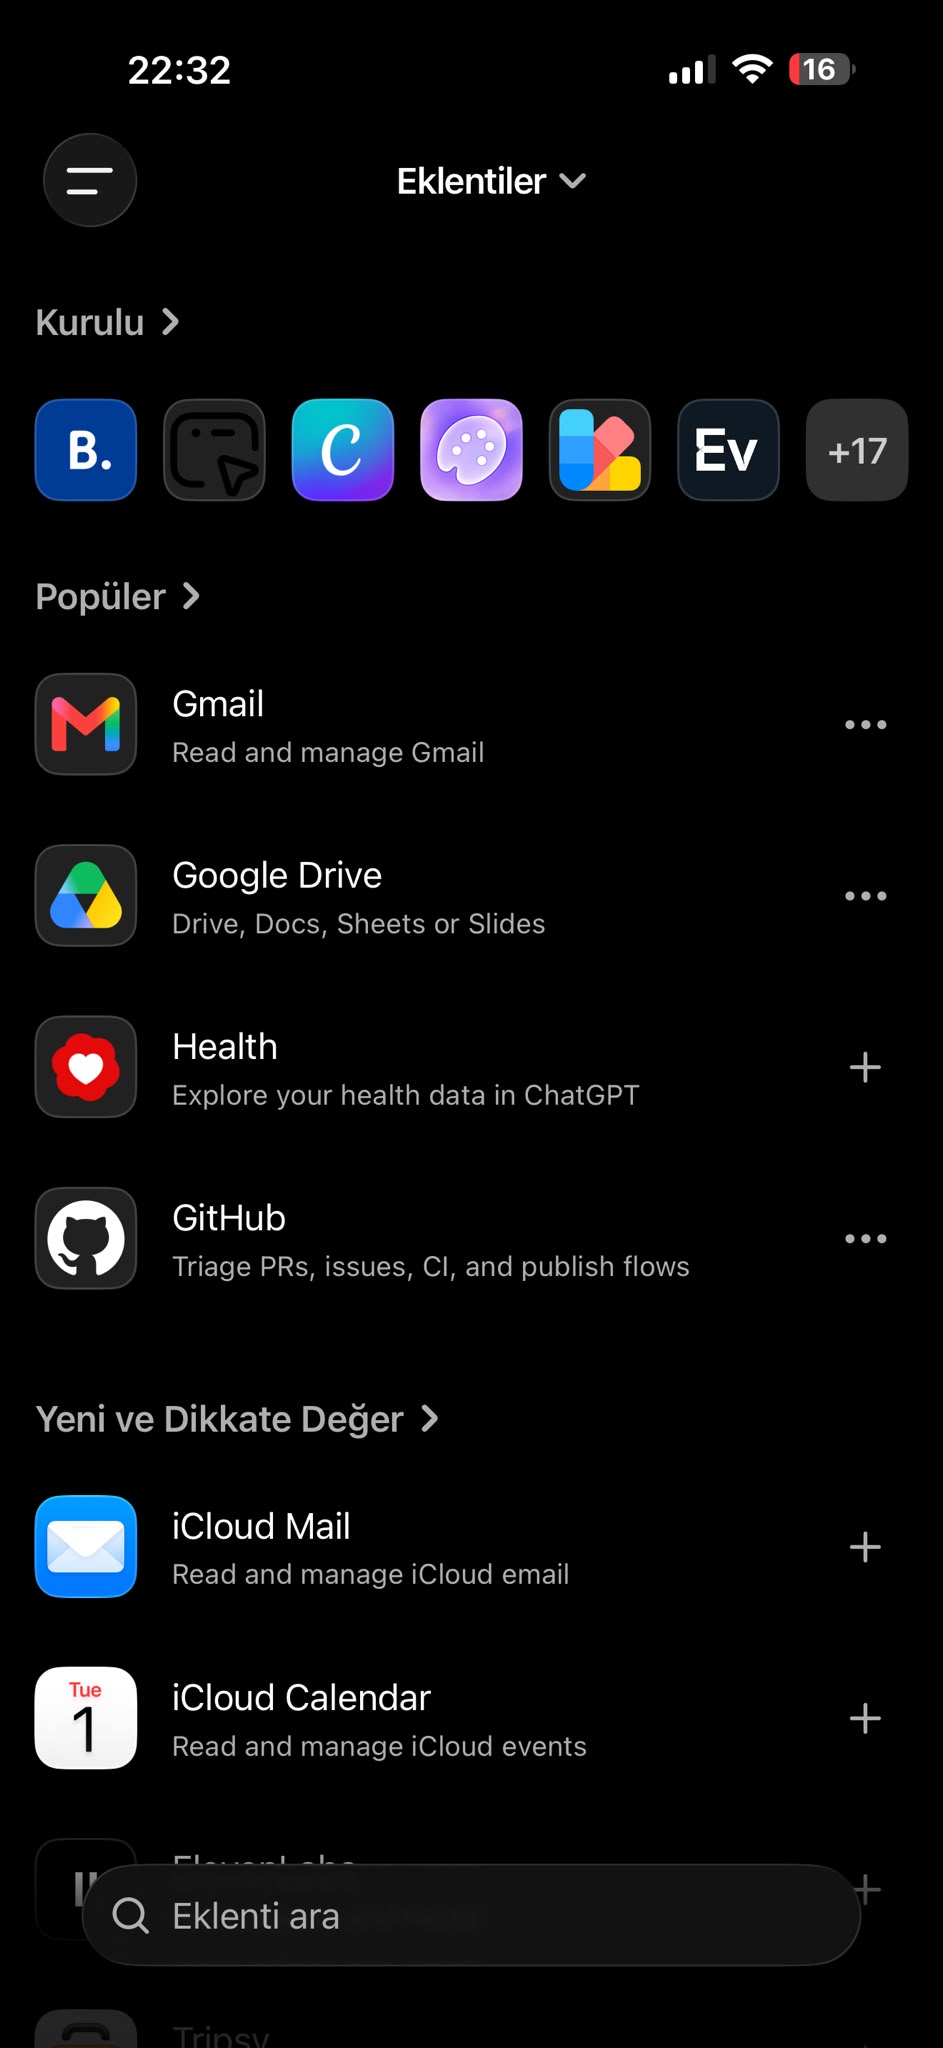 22:32
16
Eklentiler
Kurulu
B.
C
Ev
+17
Popüler
Gmail
Read and manage Gmail
Google Drive
Drive, Docs, Sheets or Slides
Health
Explore your health data in ChatGPT
GitHub
Triage PRs, issues, CI, and publish flows
Yeni ve Dikkate Değer
iCloud Mail
Read and manage iCloud email
Tue
1
iCloud Calendar
Read and manage iCloud events
ElevenLabs
Eklenti ara
Tripsy